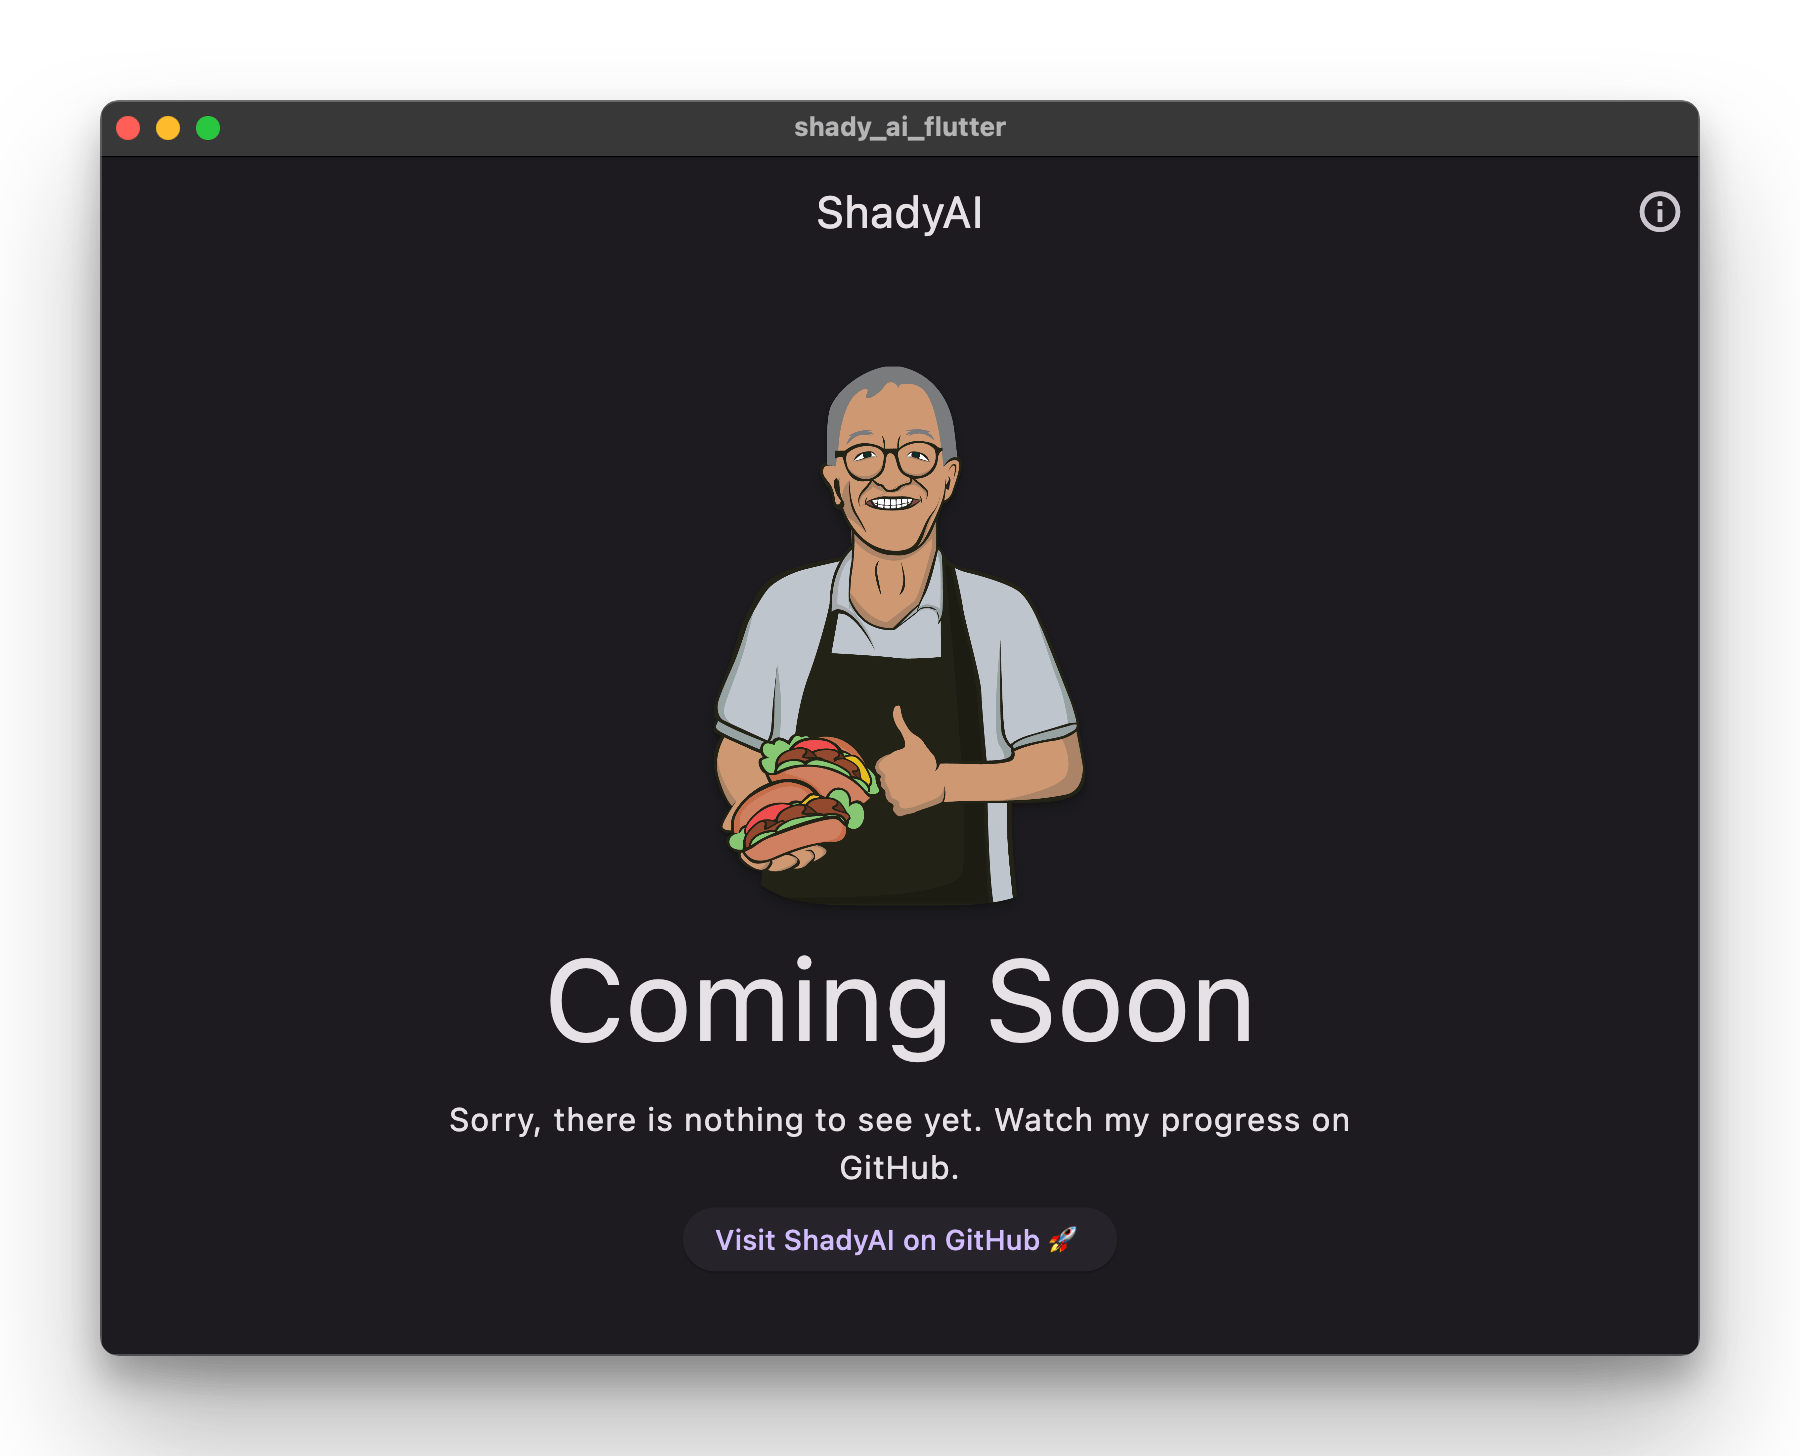 shady_ai_flutter
ShadyAI
Coming Soon
Sorry, there is nothing to see yet. Watch my progress on
GitHub.
Visit ShadyAI on GitHub 🚀